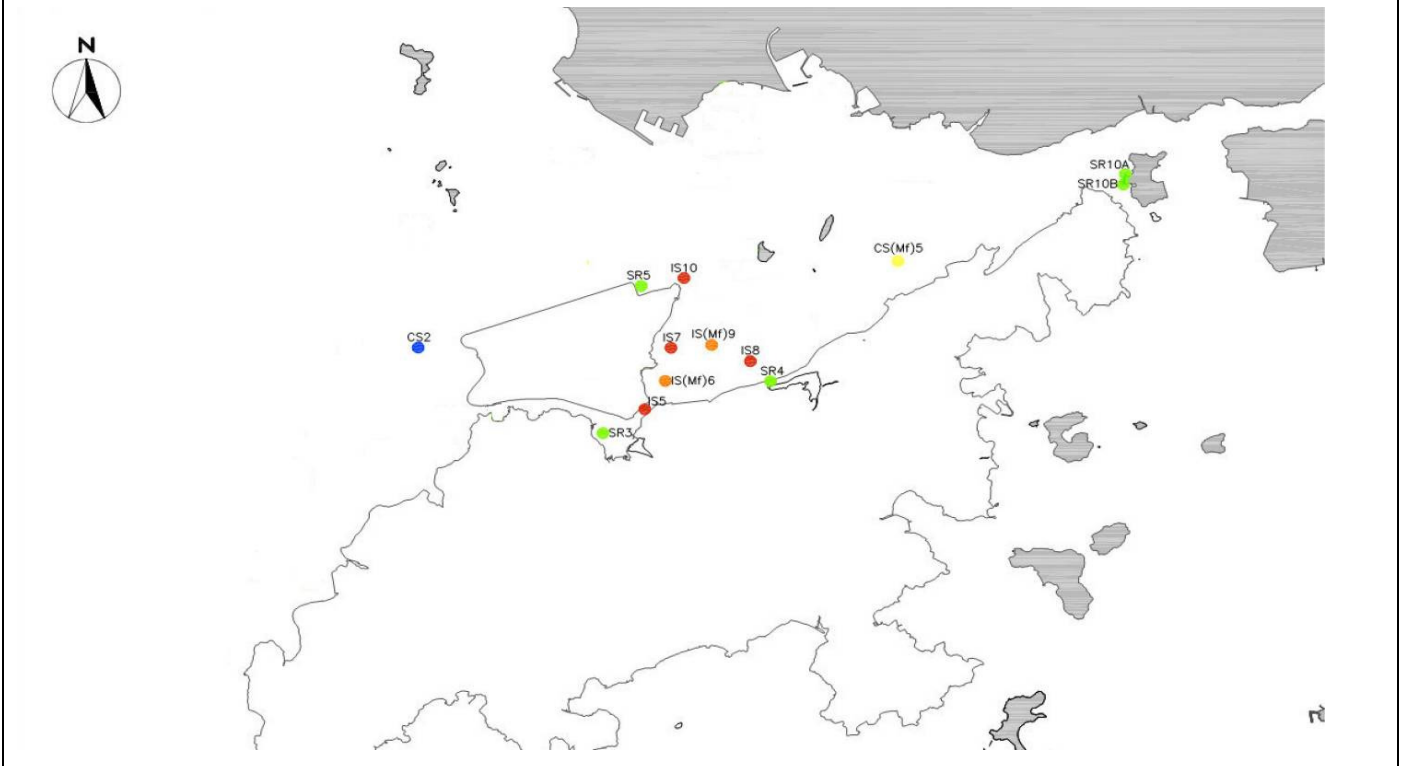 N
SR10A
SR10B
CS(Mf)5
IS10
SR5
CS2
IS7
IS(Mf)9
IS8
SR4
IS(Mf)6
IS5
SR3